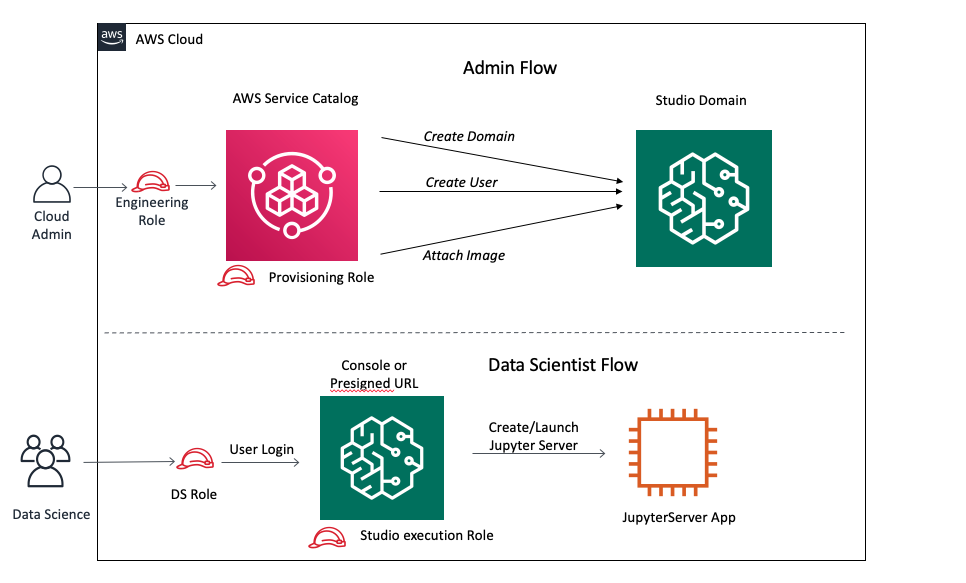 aws
AWS Cloud
Admin Flow
AWS Service Catalog
Studio Domain
Create Domain
Create User
Attach Image
Cloud
Admin
Engineering
Role
Provisioning Role
Data Scientist Flow
Console or
Presigned URL
Create/Launch
Jupyter Server
User Login
DS Role
Data Science
JupyterServer App
Studio execution Role